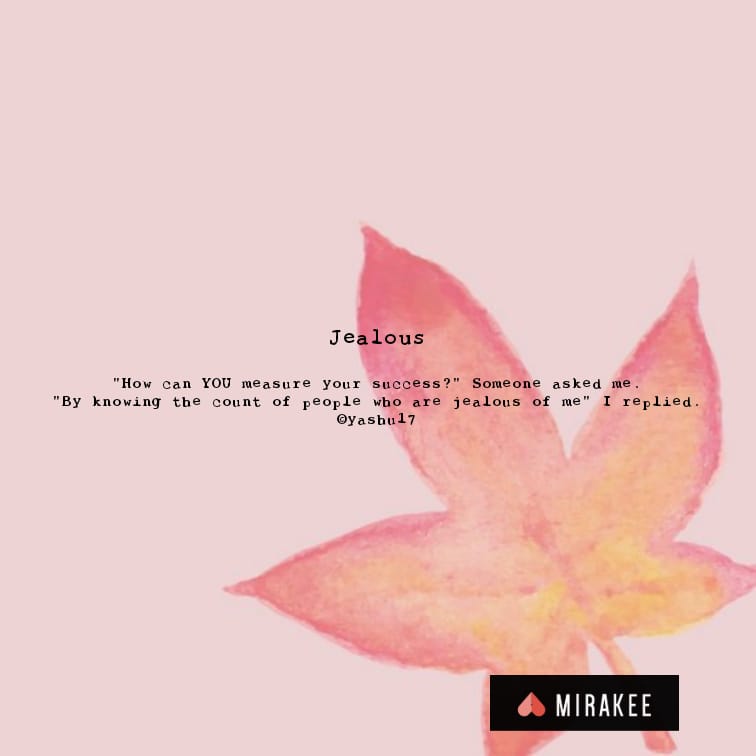 Jealous
"How can YOU measure your success?" Someone asked me.
"By knowing the count of people who are jealous of me" I replied.
©yashu17
MIRAKEE